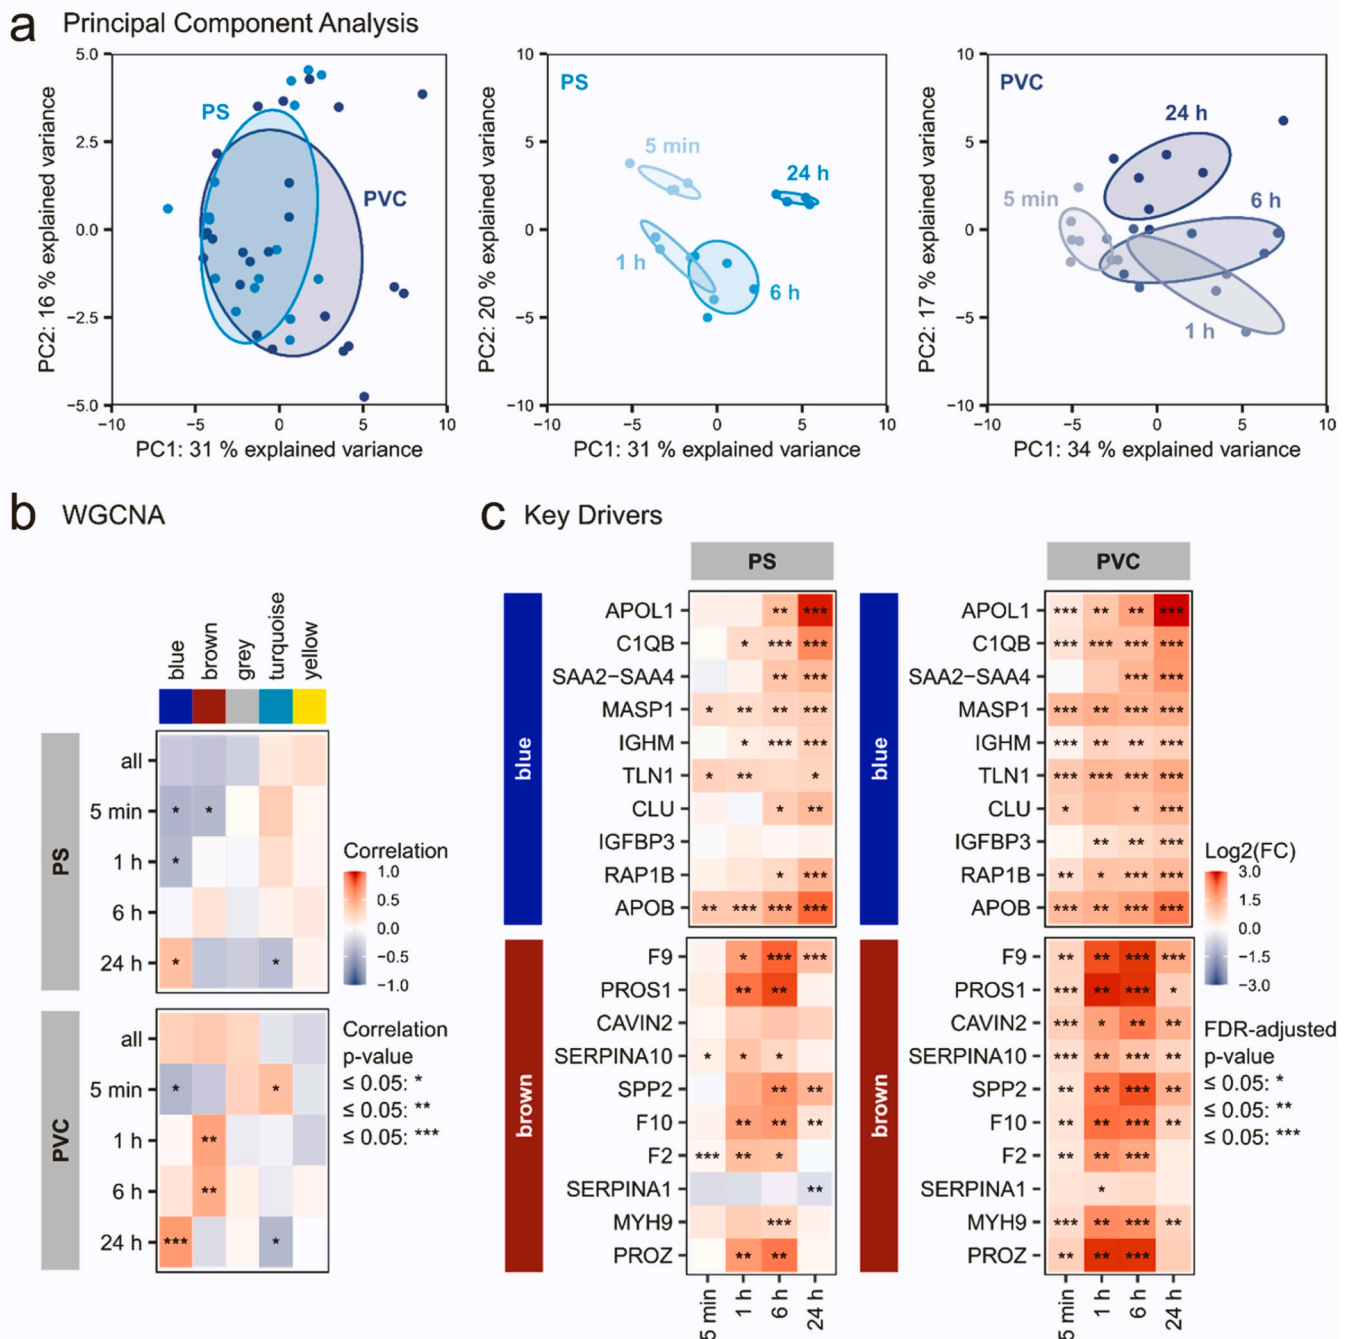 a Principal Component Analysis
5.0
2.5
0.0
−2.5
−5.0
PC2: 16 % explained variance
PS
PVC
−10 −5 0 5 10
PC1: 31 % explained variance
10
5
0
−5
−10
PC2: 20 % explained variance
PS
5 min
24 h
1 h
6 h
−10 −5 0 5 10
PC1: 31 % explained variance
10
5
0
−5
−10
PC2: 17 % explained variance
PVC
24 h
5 min
6 h
1 h
−10 −5 0 5 10
PC1: 34 % explained variance
b WGCNA
blue brown grey turquoise yellow
PS
all
5 min * *
1 h *
6 h
24 h * *
PVC
all
5 min * *
1 h **
6 h **
24 h *** *
Correlation
1.0
0.5
0.0
−0.5
−1.0
Correlation
p-value
≤ 0.05: *
≤ 0.05: **
≤ 0.05: ***
c Key Drivers
PS
blue
APOL1 ** ***
C1QB * *** ***
SAA2−SAA4 ** ***
MASP1 * ** ** ***
IGHM * *** ***
TLN1 * ** *
CLU * **
IGFBP3
RAP1B * ***
APOB ** *** *** ***
brown
F9 * *** ***
PROS1 ** **
CAVIN2
SERPINA10 * * *
SPP2 ** **
F10 ** ** **
F2 *** ** *
SERPINA1 **
MYH9 ***
PROZ ** **
5 min 1 h 6 h 24 h
PVC
blue
APOL1 *** ** ** ***
C1QB *** *** *** ***
SAA2−SAA4 *** ***
MASP1 *** ** *** ***
IGHM *** ** ** ***
TLN1 *** *** *** ***
CLU * * ***
IGFBP3 ** ** ***
RAP1B ** * *** ***
APOB *** ** *** ***
brown
F9 ** ** *** ***
PROS1 *** ** *** *
CAVIN2 *** * ** **
SERPINA10 *** ** *** **
SPP2 ** ** *** **
F10 ** ** *** **
F2 ** ** ***
SERPINA1 *
MYH9 *** ** *** **
PROZ ** ** ***
5 min 1 h 6 h 24 h
Log2(FC)
3.0
1.5
0.0
−1.5
−3.0
FDR-adjusted
p-value
≤ 0.05: *
≤ 0.05: **
≤ 0.05: ***